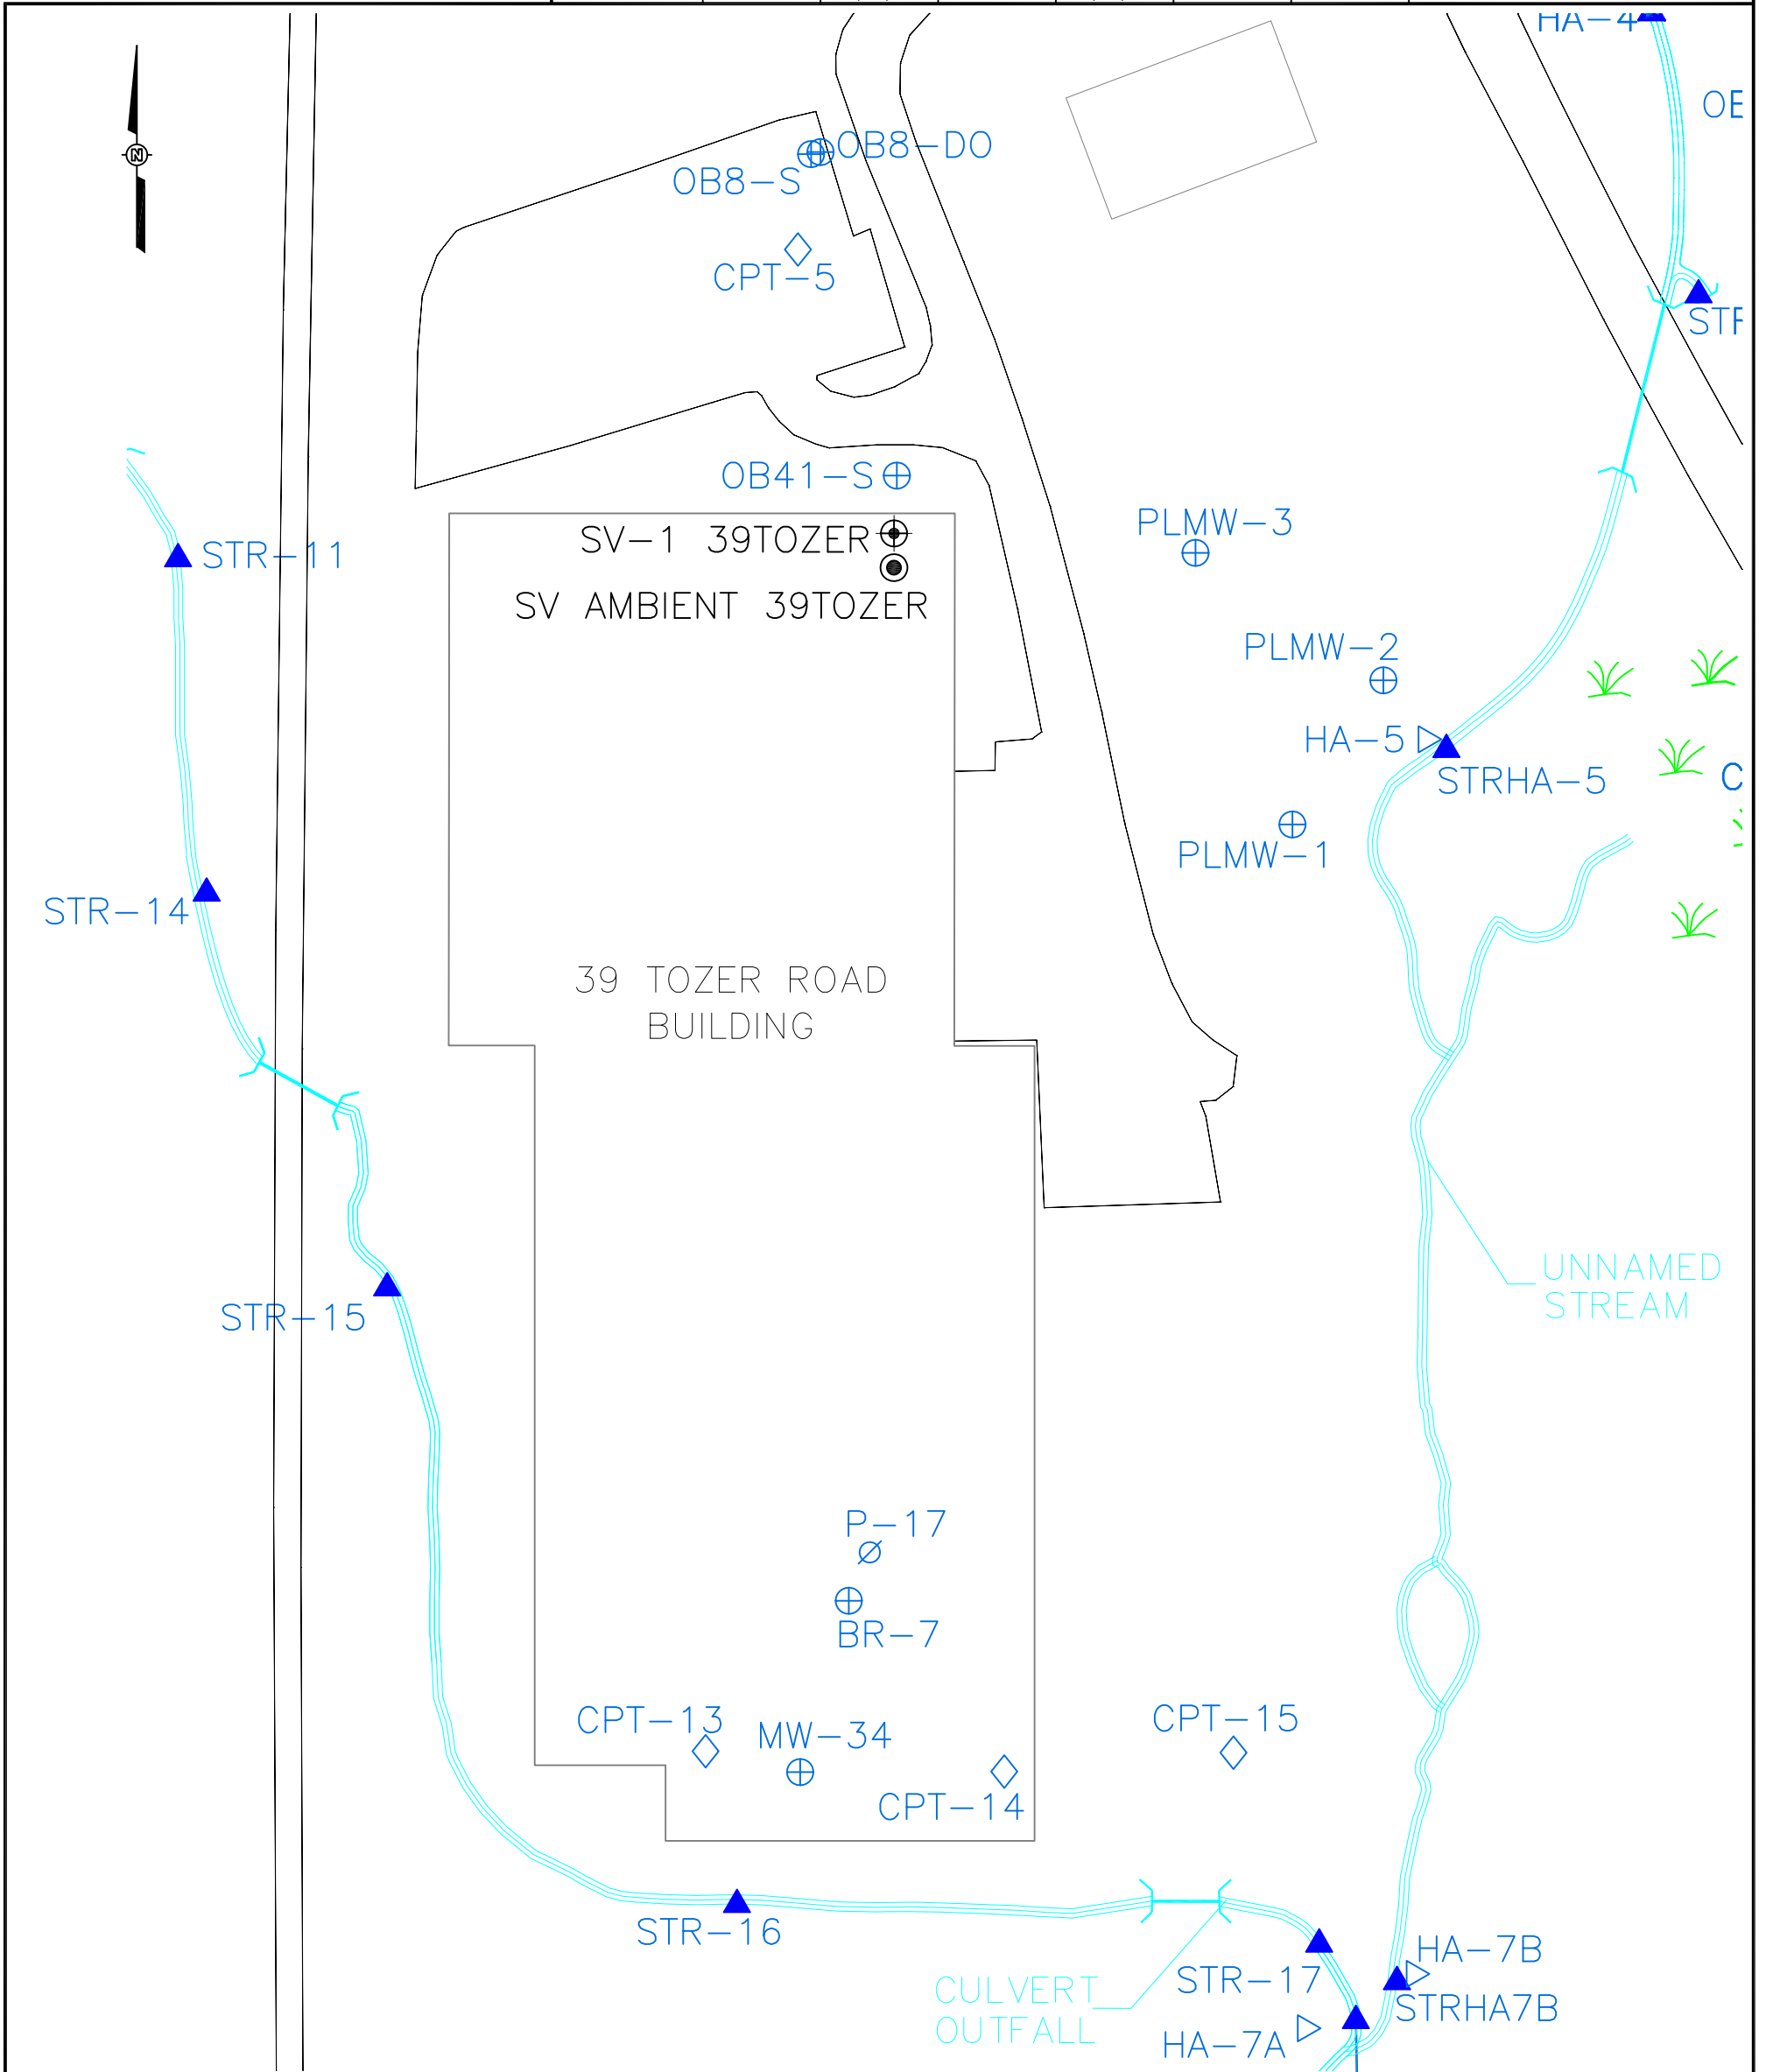 HA-4
OB8-DO
OB8-S
CPT-5
N
OB41-S
SV-1 39TOZER
SV AMBIENT 39TOZER
PLMW-3
STR-11
PLMW-2
HA-5
STRHA-5
PLMW-1
STR-14
39 TOZER ROAD
BUILDING
UNNAMED
STREAM
STR-15
P-17
BR-7
CPT-13
MW-34
CPT-15
CPT-14
STR-16
HA-7B
STR-17
CULVERT
OUTFALL
STRHA7B
HA-7A